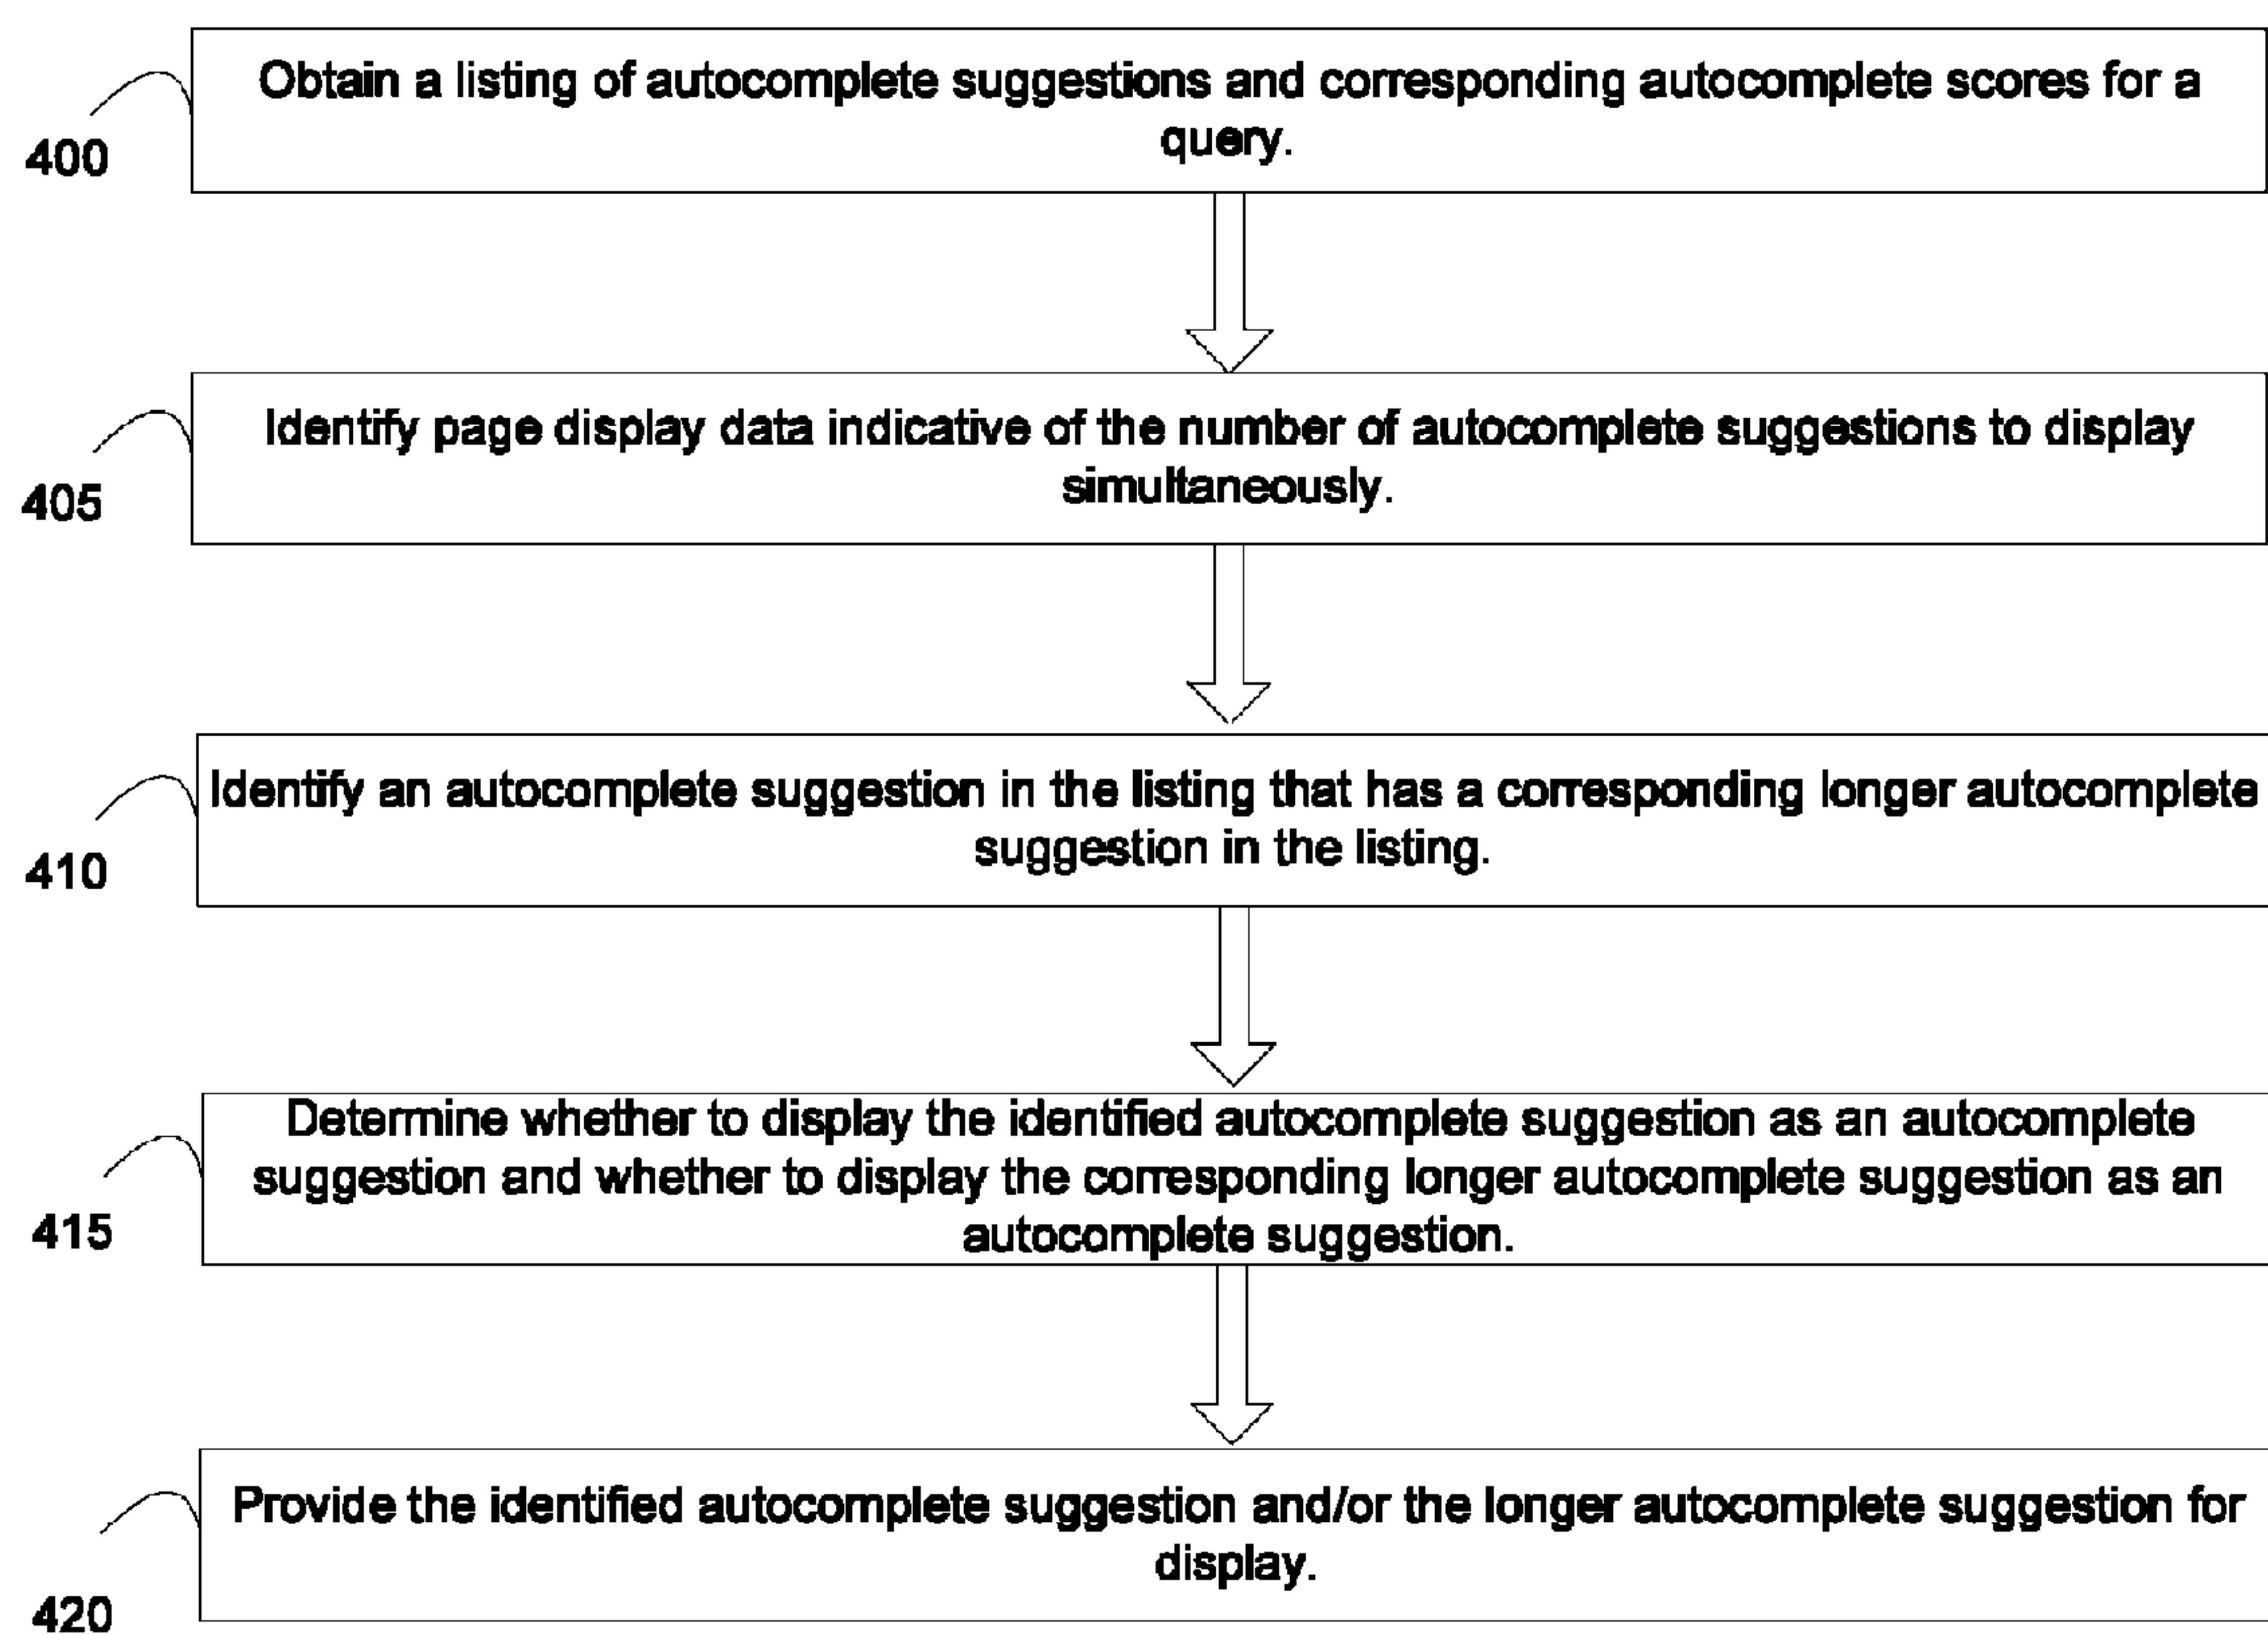 Obtain a listing of autocomplete suggestions and corresponding autocomplete scores for a
query.
400
Identify page display data indicative of the number of autocomplete suggestions to display
simultaneously.
405
Identify an autocomplete suggestion in the listing that has a corresponding longer autocomplete
suggestion in the listing.
410
Determine whether to display the identified autocomplete suggestion as an autocomplete
suggestion and whether to display the corresponding longer autocomplete suggestion as an
autocomplete suggestion.
415
Provide the identified autocomplete suggestion and/or the longer autocomplete suggestion for
display.
420